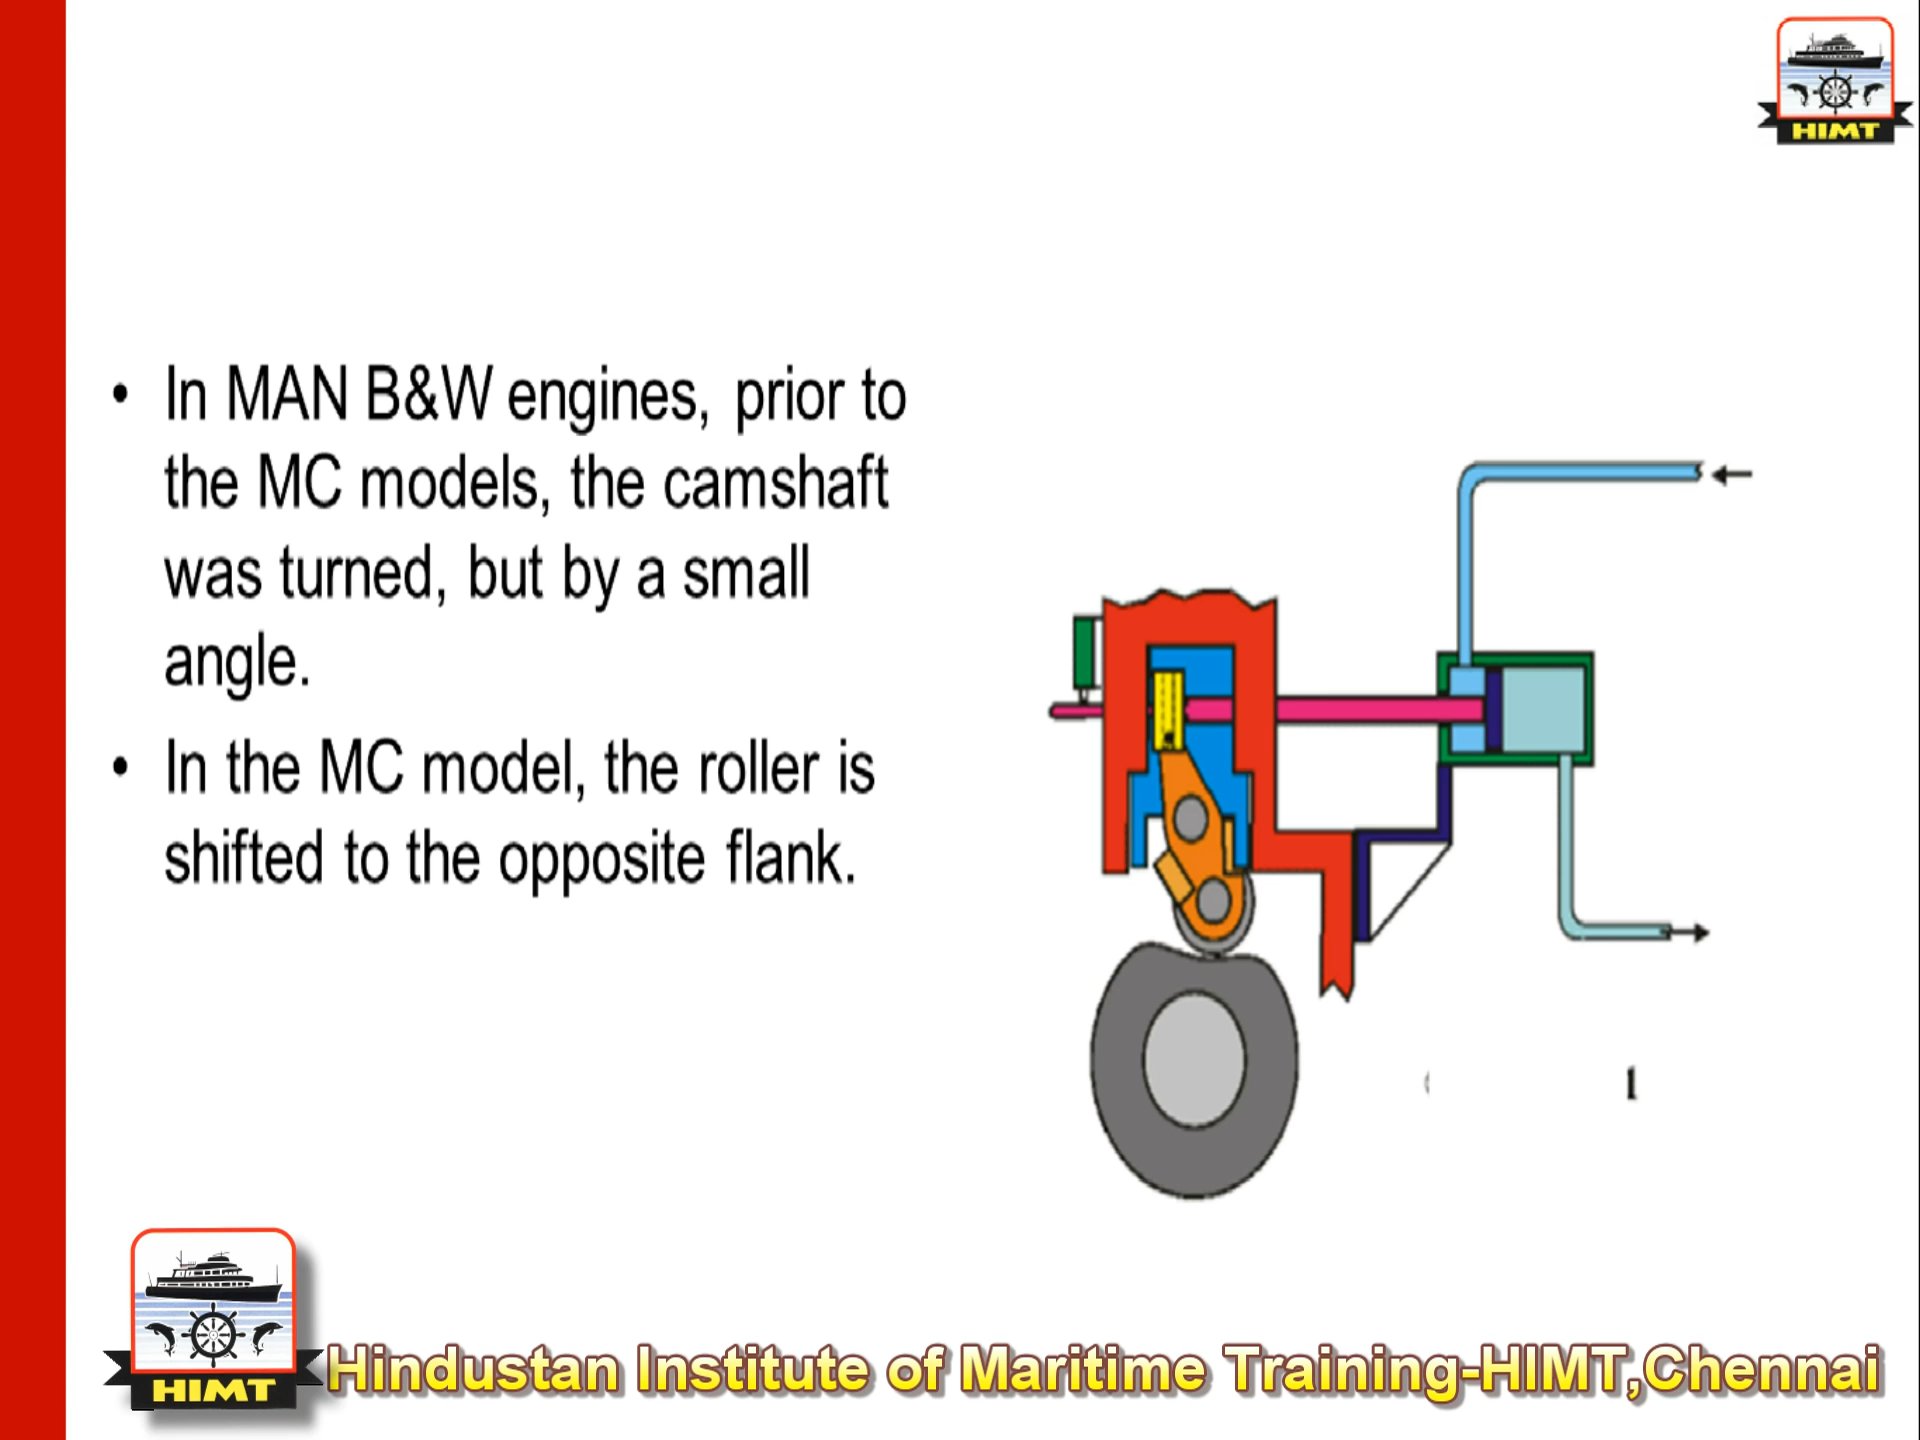 HIMT
• In MAN B&W engines, prior to
the MC models, the camshaft
was turned, but by a small
angle.
• In the MC model, the roller is
shifted to the opposite flank.
HIMT
Hindustan Institute of Maritime Training-HIMT,Chennai